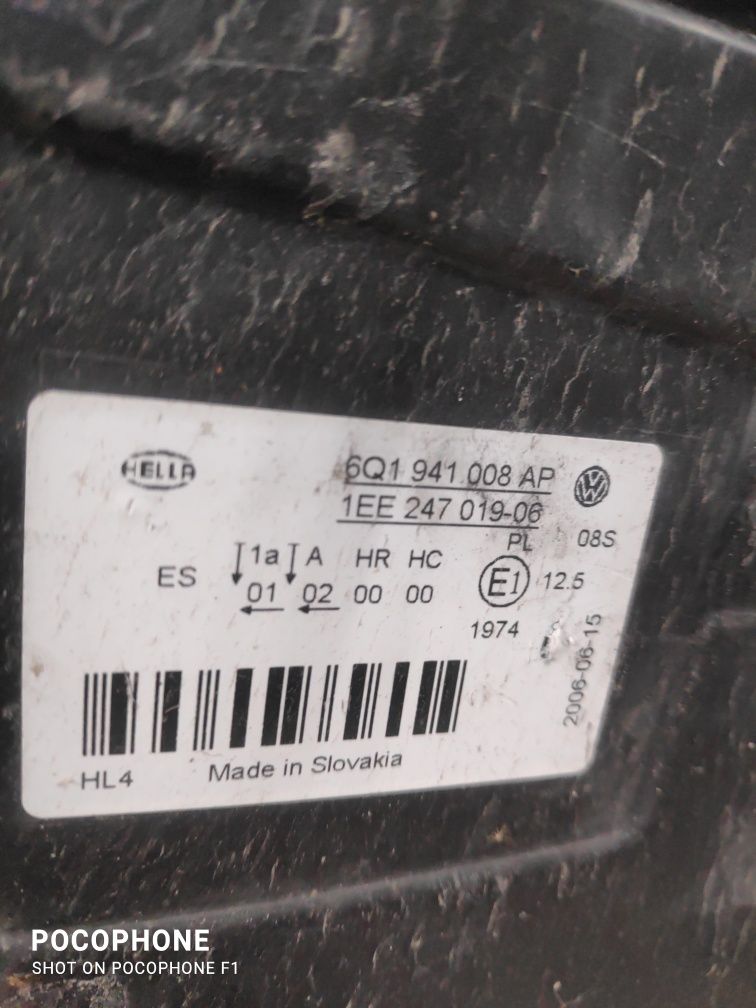 HELLA
6Q1 941 008 AP
1EE 247 019-06
PL 08S
ES 1a A HR HC
01 02 00 00
E1 12.5
1974
2006-06-15
HL4 Made in Slovakia
POCOPHONE
SHOT ON POCOPHONE F1